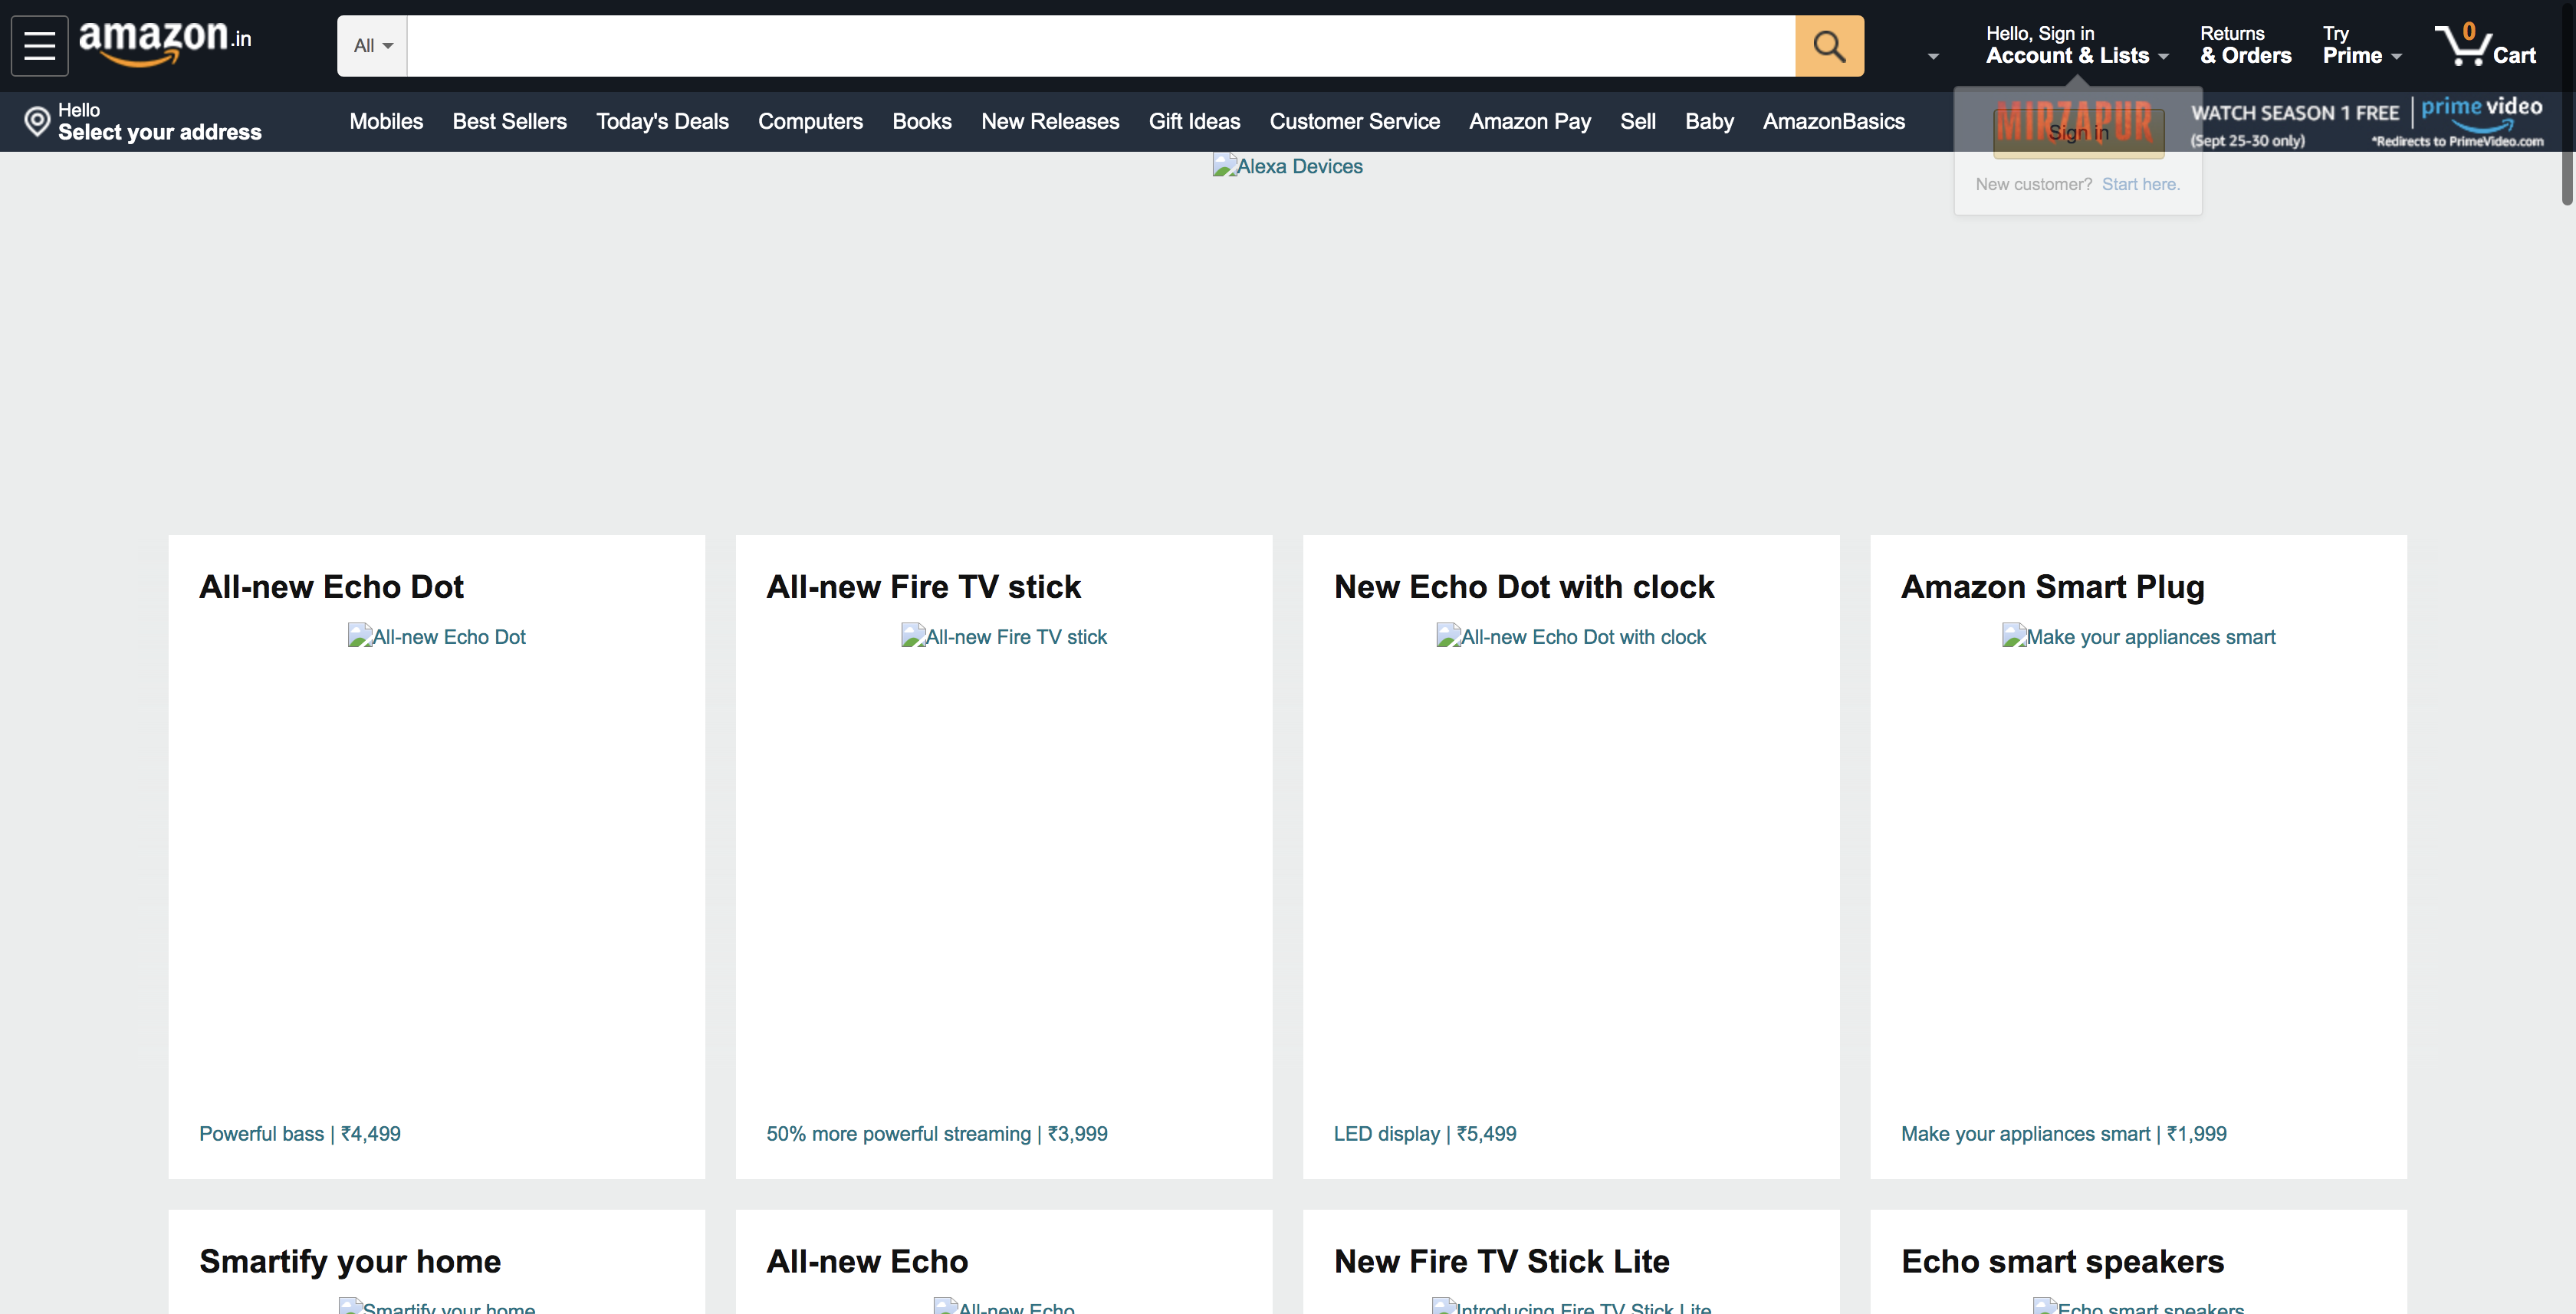 amazon.in
All
Hello, Sign in
Account & Lists
Returns
& Orders
Try
Prime
0
Cart
Hello
Select your address
Mobiles
Best Sellers
Today's Deals
Computers
Books
New Releases
Gift Ideas
Customer Service
Amazon Pay
Sell
Baby
AmazonBasics
MIRZAPUR
Sign in
WATCH SEASON 1 FREE
(Sept 25-30 only)
prime video
*Redirects to PrimeVideo.com
New customer? Start here.
Alexa Devices
All-new Echo Dot
All-new Echo Dot
Powerful bass | ₹4,499
All-new Fire TV stick
All-new Fire TV stick
50% more powerful streaming | ₹3,999
New Echo Dot with clock
All-new Echo Dot with clock
LED display | ₹5,499
Amazon Smart Plug
Make your appliances smart
Make your appliances smart | ₹1,999
Smartify your home
Smartify your home
All-new Echo
All-new Echo
New Fire TV Stick Lite
Introducing Fire TV Stick Lite
Echo smart speakers
Echo smart speakers